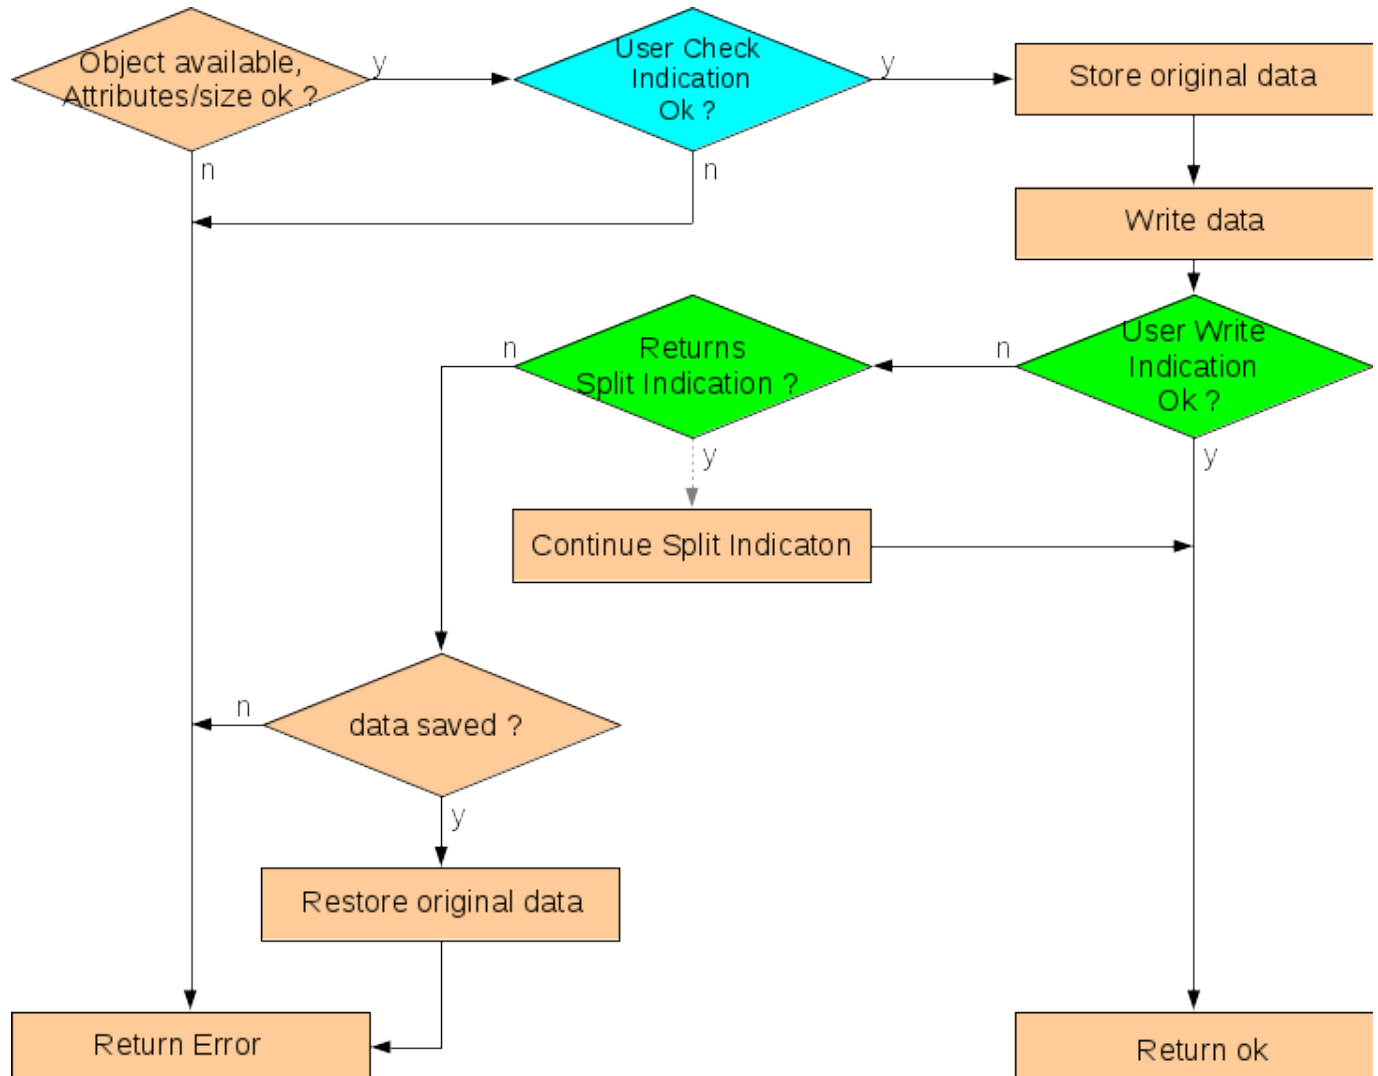 Object available,
Attributes/size ok ?
y
User Check
Indication
Ok ?
y
Store original data
n
n
Write data
n
Returns
Split Indication ?
n
User Write
Indication
Ok ?
y
y
Continue Split Indicaton
n
data saved ?
y
Restore original data
Return Error
Return ok